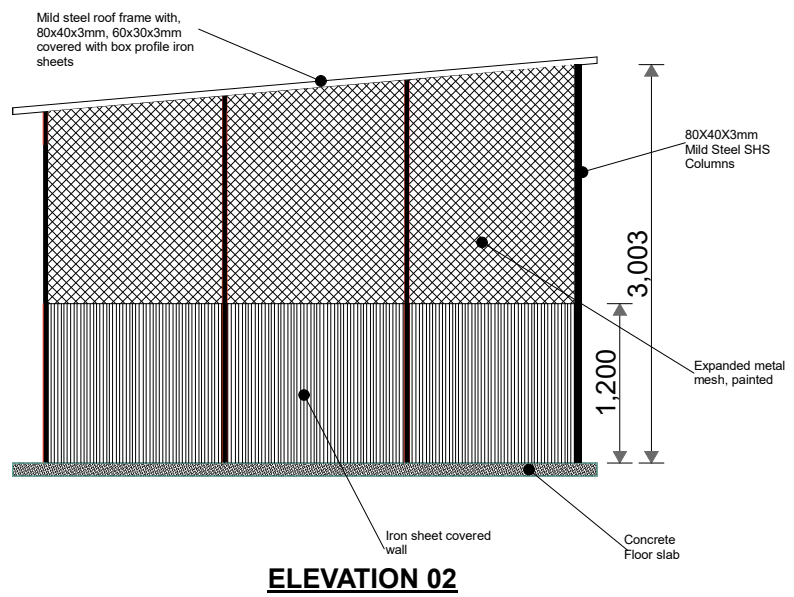 Mild steel roof frame with,
80x40x3mm, 60x30x3mm
covered with box profile iron
sheets
80X40X3mm
Mild Steel SHS
Columns
3,003
1,200
Expanded metal
mesh, painted
Iron sheet covered
wall
Concrete
Floor slab
ELEVATION 02